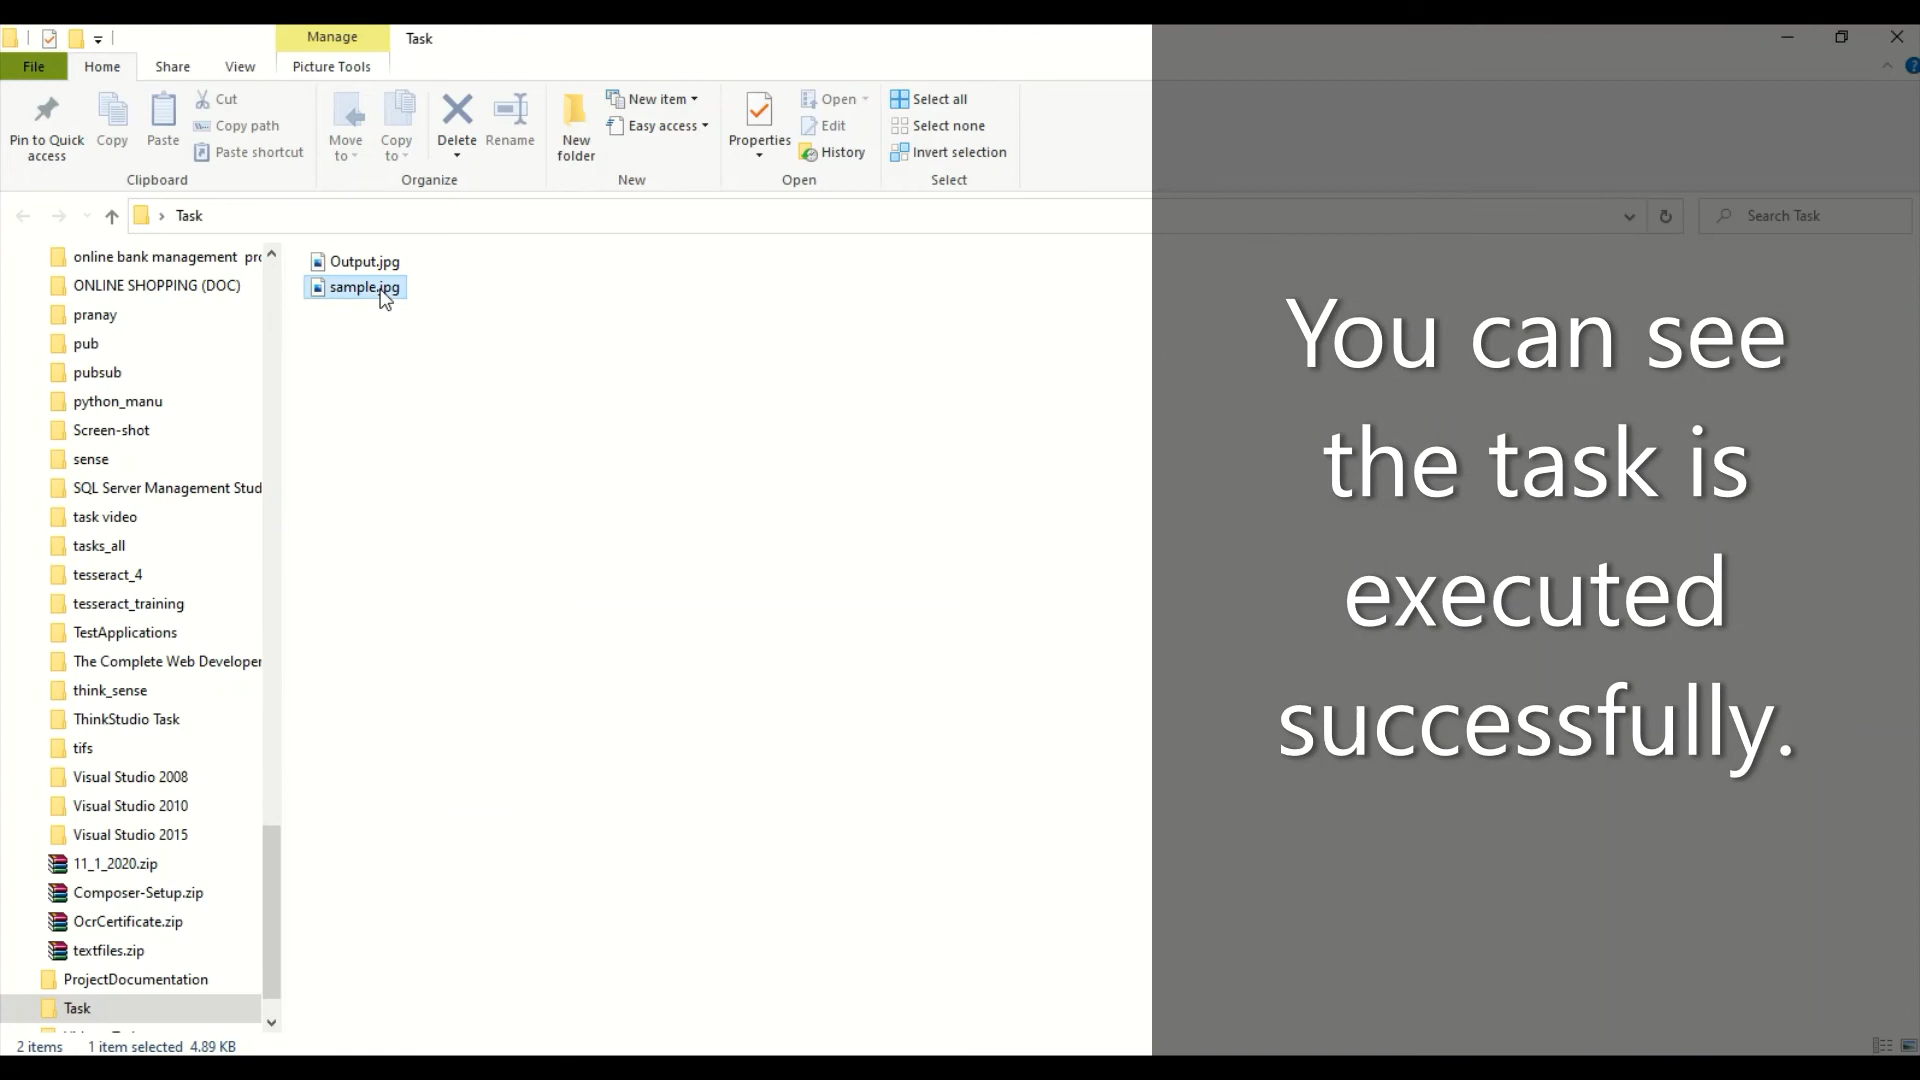 Manage
Task
File
Home
Share
View
Picture Tools
Pin to Quick access
Copy
Paste
Cut
Copy path
Paste shortcut
Clipboard
Move to
Copy to
Delete
Rename
Organize
New folder
New item
Easy access
New
Properties
Open
Edit
History
Open
Select all
Select none
Invert selection
Select
Task
Search Task
online bank management pro
ONLINE SHOPPING (DOC)
pranay
pub
pubsub
python_manu
Screen-shot
sense
SQL Server Management Stud
task video
tasks_all
tesseract_4
tesseract_training
TestApplications
The Complete Web Developer
think_sense
ThinkStudio Task
tifs
Visual Studio 2008
Visual Studio 2010
Visual Studio 2015
11_1_2020.zip
Composer-Setup.zip
OcrCertificate.zip
textfiles.zip
ProjectDocumentation
Task
Output.jpg
sample.jpg
You can see
the task is
executed
successfully.
2 items
1 item selected 4.89 KB